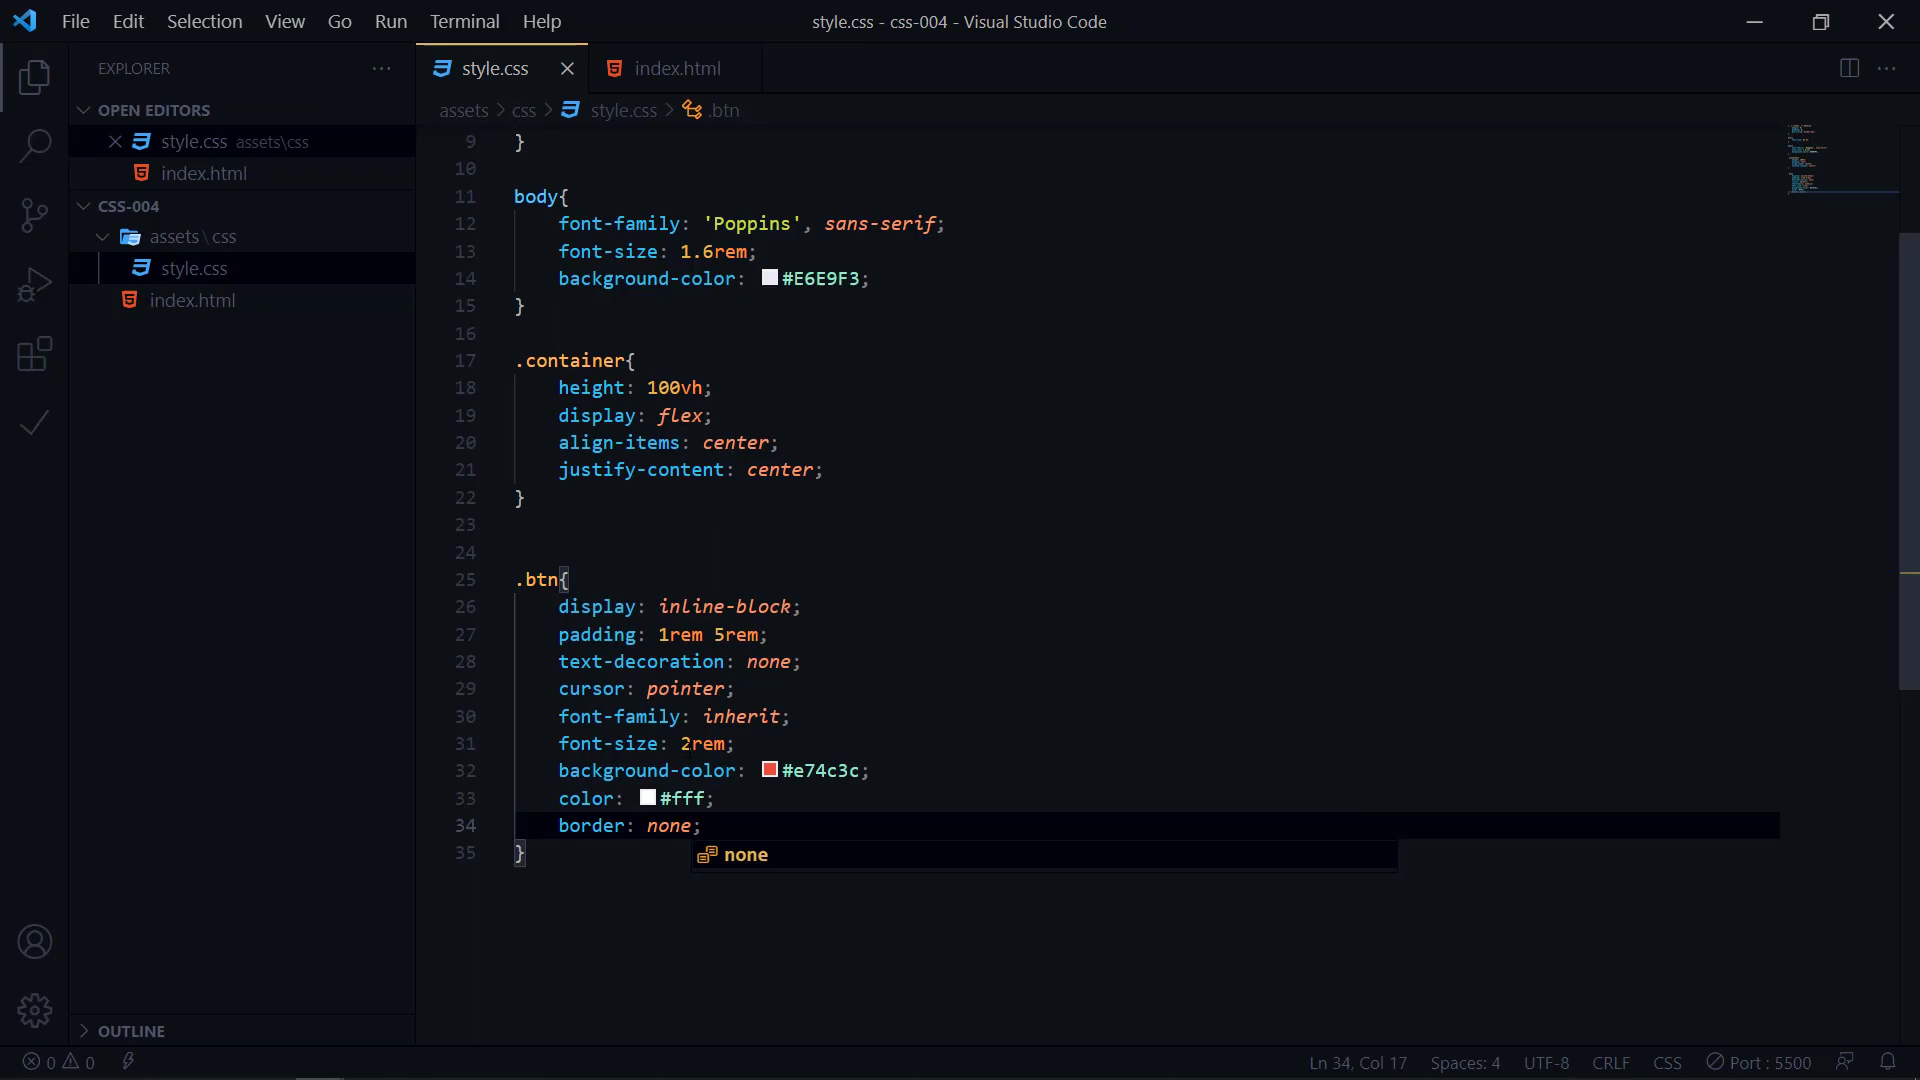 File Edit Selection View Go Run Terminal Help
style.css - css-004 - Visual Studio Code
EXPLORER
OPEN EDITORS
style.css assets\css
index.html
CSS-004
assets\css
style.css
index.html
OUTLINE
style.css
index.html
assets > css > style.css > .btn
9 }
10
11 body{
12 font-family: 'Poppins', sans-serif;
13 font-size: 1.6rem;
14 background-color: #E6E9F3;
15 }
16
17 .container{
18 height: 100vh;
19 display: flex;
20 align-items: center;
21 justify-content: center;
22 }
23
24
25 .btn{
26 display: inline-block;
27 padding: 1rem 5rem;
28 text-decoration: none;
29 cursor: pointer;
30 font-family: inherit;
31 font-size: 2rem;
32 background-color: #e74c3c;
33 color: #fff;
34 border: none;
35 }
none
0 0
Ln 34, Col 17 Spaces: 4 UTF-8 CRLF CSS Port : 5500